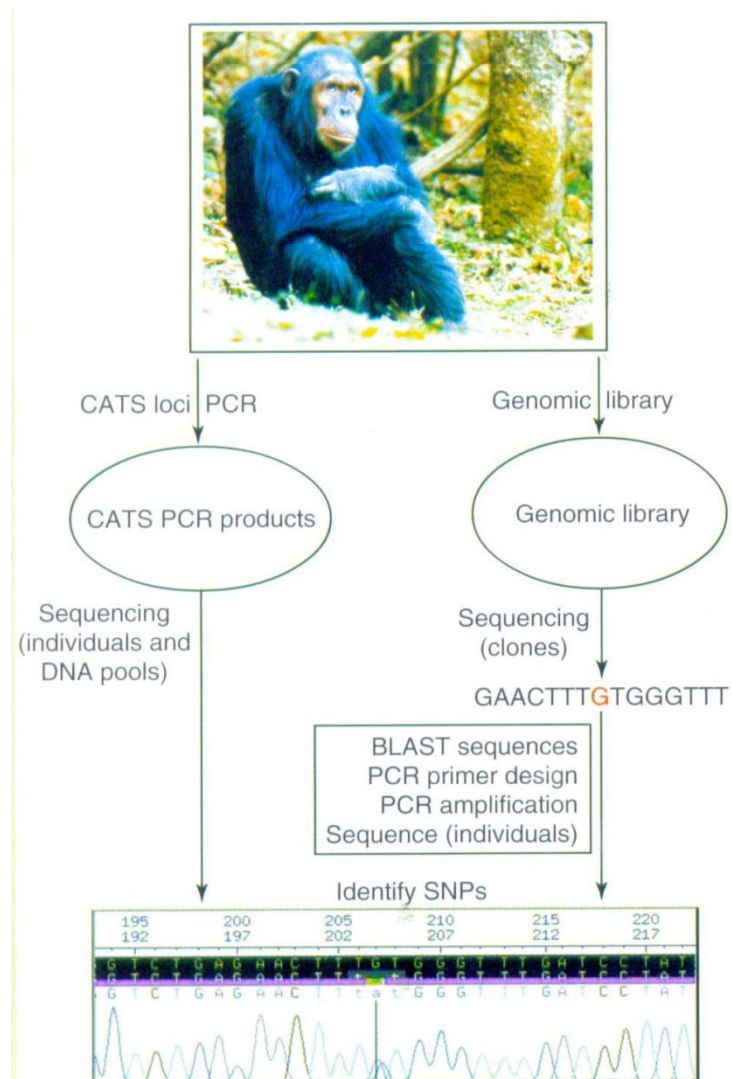 CATS loci PCR
Genomic library
CATS PCR products
Genomic library
Sequencing
(individuals and
DNA pools)
Sequencing
(clones)
GAACTTTGTGGGTTT
BLAST sequences
PCR primer design
PCR amplification
Sequence (individuals)
Identify SNPs
195 200 205 210 215 220
192 197 202 207 212 217
G T C T G A G A A C T T T G T G G G T T T G A T C C T A T
G T C T G A G A A C T T t a t G G G T T T G A T C C T A T